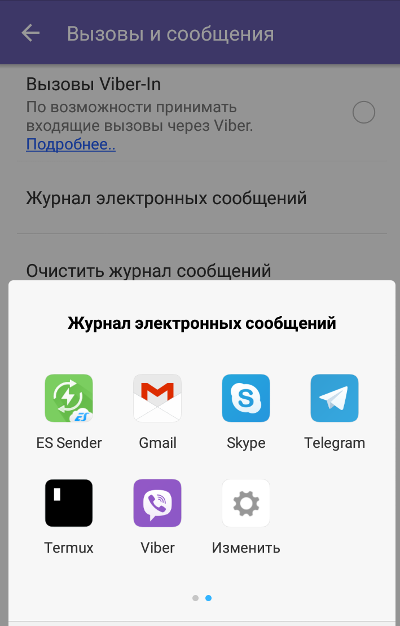 Вызовы и сообщения
Вызовы Viber-In
По возможности принимать
входящие вызовы через Viber.
Подробнее..
Журнал электронных сообщений
Очистить журнал сообщений
Журнал электронных сообщений
ES Sender
Gmail
Skype
Telegram
Termux
Viber
Изменить